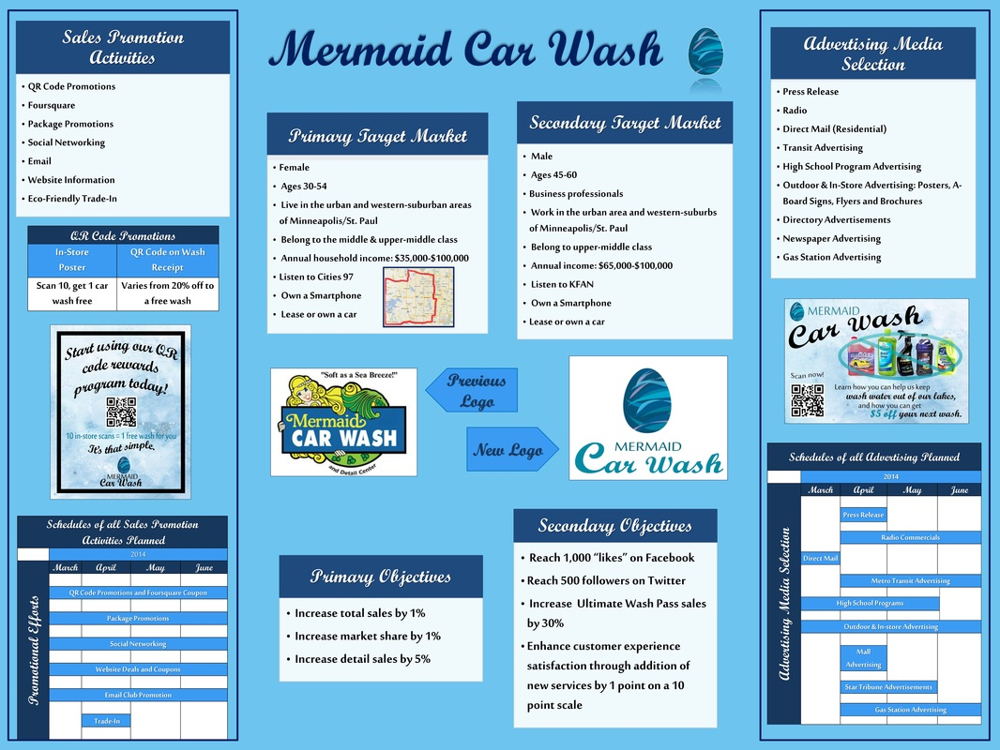 Mermaid Car Wash
Sales Promotion
Activities
• QR Code Promotions
• Foursquare
• Package Promotions
• Social Networking
• Email
• Website Information
• Eco-Friendly Trade-In
QR Code Promotions
In-Store
Poster
QR Code on Wash
Receipt
Scan 10, get 1 car
wash free
Varies from 20% off to
a free wash
Start using our QR
code rewards
program today!
10 in-store scans = 1 free wash for you
It's that simple.
MERMAID
Car Wash
Schedules of all Sales Promotion
Activities Planned
2014
March April May June
Promotional Efforts
QR Code Promotions and Foursquare Coupon
Package Promotions
Social Networking
Website Deals and Coupons
Email Club Promotion
Trade-In
Primary Target Market
• Female
• Ages 30-54
• Live in the urban and western-suburban areas
of Minneapolis/St. Paul
• Belong to the middle & upper-middle class
• Annual household income: $35,000-$100,000
• Listen to Cities 97
• Own a Smartphone
• Lease or own a car
Secondary Target Market
• Male
• Ages 45-60
• Business professionals
• Work in the urban area and western-suburbs
of Minneapolis/St. Paul
• Belong to upper-middle class
• Annual income: $65,000-$100,000
• Listen to KFAN
• Own a Smartphone
• Lease or own a car
"Soft as a Sea Breeze!"
Mermaid
CAR WASH
and Detail Center
Previous
Logo
New Logo
MERMAID
Car Wash
Primary Objectives
• Increase total sales by 1%
• Increase market share by 1%
• Increase detail sales by 5%
Secondary Objectives
• Reach 1,000 “likes” on Facebook
• Reach 500 followers on Twitter
• Increase Ultimate Wash Pass sales
by 30%
• Enhance customer experience
satisfaction through addition of
new services by 1 point on a 10
point scale
Advertising Media
Selection
• Press Release
• Radio
• Direct Mail (Residential)
• Transit Advertising
• High School Program Advertising
• Outdoor & In-Store Advertising: Posters, A-
Board Signs, Flyers and Brochures
• Directory Advertisements
• Newspaper Advertising
• Gas Station Advertising
MERMAID
Car Wash
Scan now!
Learn how you can help us keep
wash water out of our lakes,
and how you can get
$5 off your next wash.
Schedules of all Advertising Planned
2014
March April May June
Advertising Media Selection
Press Release
Radio Commercials
Direct Mail
Metro Transit Advertising
High School Programs
Outdoor & In-store Advertising
Mall
Advertising
Star Tribune Advertisements
Gas Station Advertising